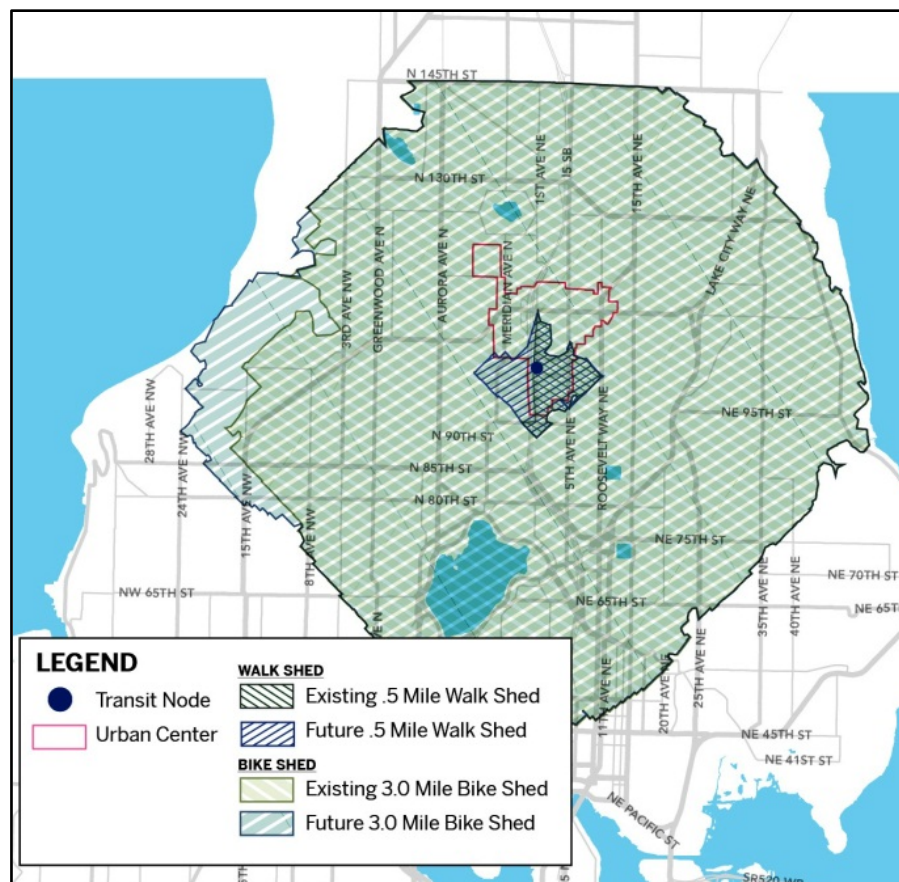 N 145TH ST
N 130TH ST
1ST AVE NE
I5 SB
15TH AVE NE
3RD AVE NW
GREENWOOD AVE N
AURORA AVE N
MERIDIAN AVE N
LAKE CITY WAY NE
28TH AVE NW
24TH AVE NW
15TH AVE NW
8TH AVE NW
N 90TH ST
N 85TH ST
N 80TH ST
5TH AVE NE
ROOSEVELT WAY NE
NE 95TH ST
NE 75TH ST
NW 65TH ST
NE 65TH ST
NE 70TH ST
NE 65TH
35TH AVE NE
40TH AVE NE
25TH AVE NE
20TH AVE NE
11TH AVE NE
NE 45TH ST
NE 41ST ST
NE PACIFIC ST
LEGEND
Transit Node
Urban Center
WALK SHED
Existing .5 Mile Walk Shed
Future .5 Mile Walk Shed
BIKE SHED
Existing 3.0 Mile Bike Shed
Future 3.0 Mile Bike Shed